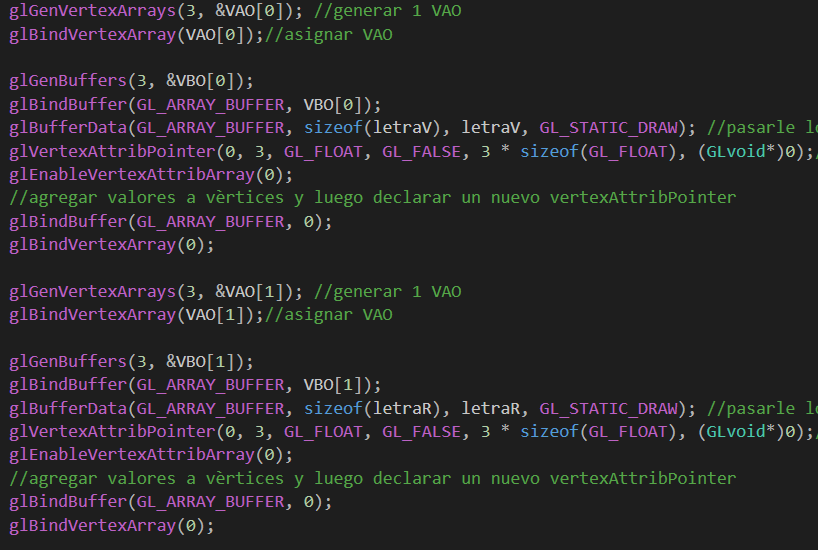 glGenVertexArrays(3, &VAO[0]); //generar 1 VAO
glBindVertexArray(VAO[0]);//asignar VAO
glGenBuffers(3, &VBO[0]);
glBindBuffer(GL_ARRAY_BUFFER, VBO[0]);
glBufferData(GL_ARRAY_BUFFER, sizeof(letraV), letraV, GL_STATIC_DRAW); //pasarle
glVertexAttribPointer(0, 3, GL_FLOAT, GL_FALSE, 3 * sizeof(GL_FLOAT), (GLvoid*)0);
glEnableVertexAttribArray(0);
//agregar valores a vèrtices y luego declarar un nuevo vertexAttribPointer
glBindBuffer(GL_ARRAY_BUFFER, 0);
glBindVertexArray(0);
glGenVertexArrays(3, &VAO[1]); //generar 1 VAO
glBindVertexArray(VAO[1]);//asignar VAO
glGenBuffers(3, &VBO[1]);
glBindBuffer(GL_ARRAY_BUFFER, VBO[1]);
glBufferData(GL_ARRAY_BUFFER, sizeof(letraR), letraR, GL_STATIC_DRAW); //pasarle
glVertexAttribPointer(0, 3, GL_FLOAT, GL_FALSE, 3 * sizeof(GL_FLOAT), (GLvoid*)0);
glEnableVertexAttribArray(0);
//agregar valores a vèrtices y luego declarar un nuevo vertexAttribPointer
glBindBuffer(GL_ARRAY_BUFFER, 0);
glBindVertexArray(0);